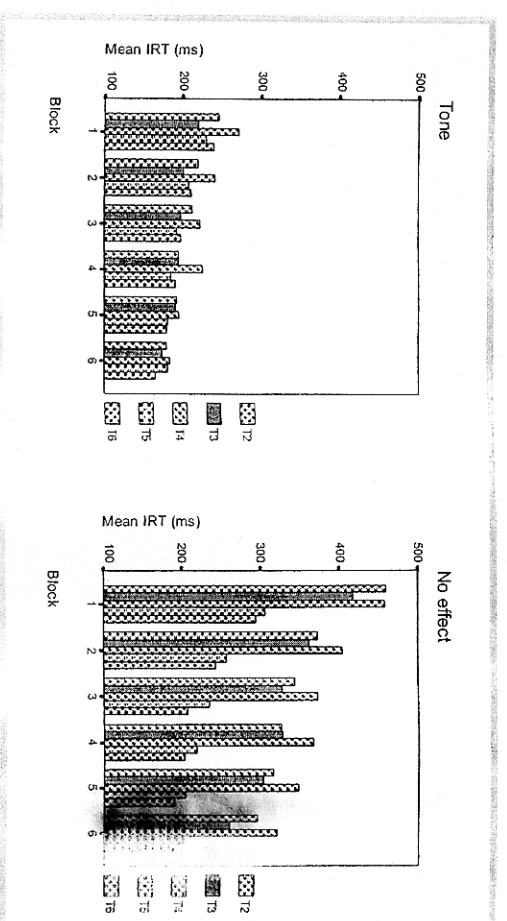 Tone
Mean IRT (ms)
500
400
300
200
100
1
2
3
4
5
6
Block
T2
T3
T4
T5
T6
No effect
Mean IRT (ms)
500
400
300
200
100
1
2
3
4
5
6
Block
T2
T3
T4
T5
T6